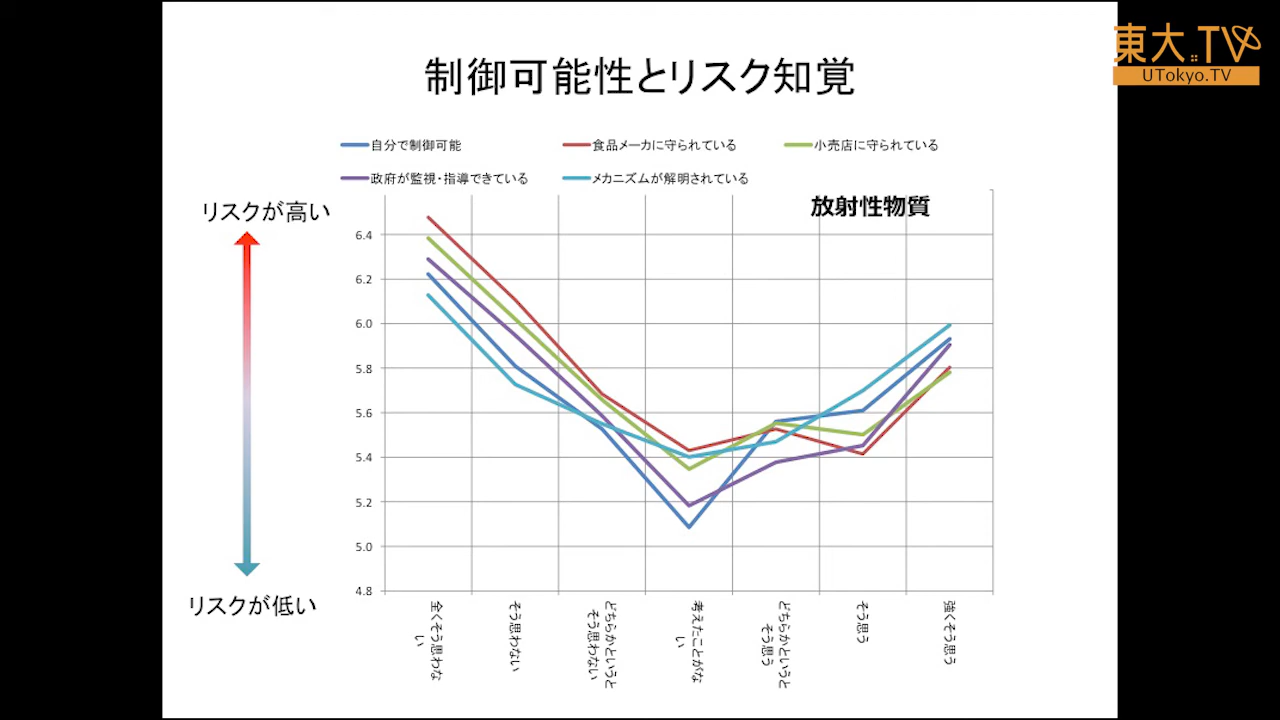 制御可能性とリスク知覚
東大.TV
UTokyo.TV
自分で制御可能
食品メーカに守られている
小売店に守られている
政府が監視・指導できている
メカニズムが解明されている
放射性物質
リスクが高い
リスクが低い
6.4
6.2
6.0
5.8
5.6
5.4
5.2
5.0
4.8
全くそう思わな
い
そう思わない
どちらかというと
そう思わない
考えたことがな
い
どちらかというと
そう思う
そう思う
強くそう思う